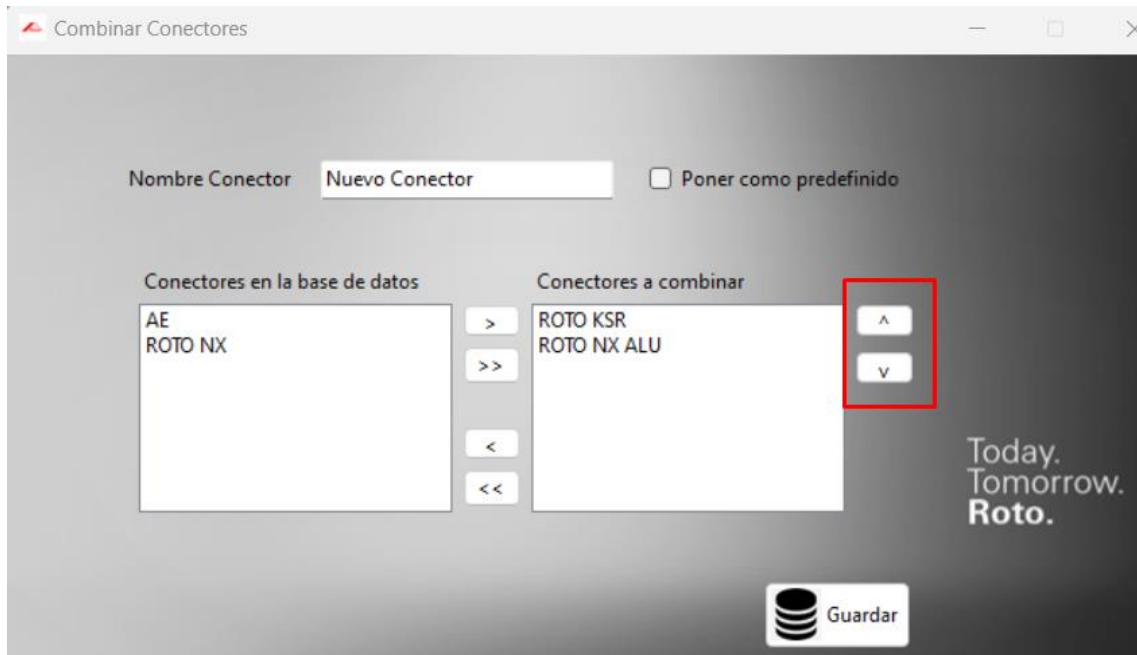 Combinar Conectores
Nombre Conector
Nuevo Conector
Poner como predefinido
Conectores en la base de datos
Conectores a combinar
AE
ROTO NX
>
>>
<
<<
ROTO KSR
ROTO NX ALU
^
v
Today.
Tomorrow.
Roto.
Guardar